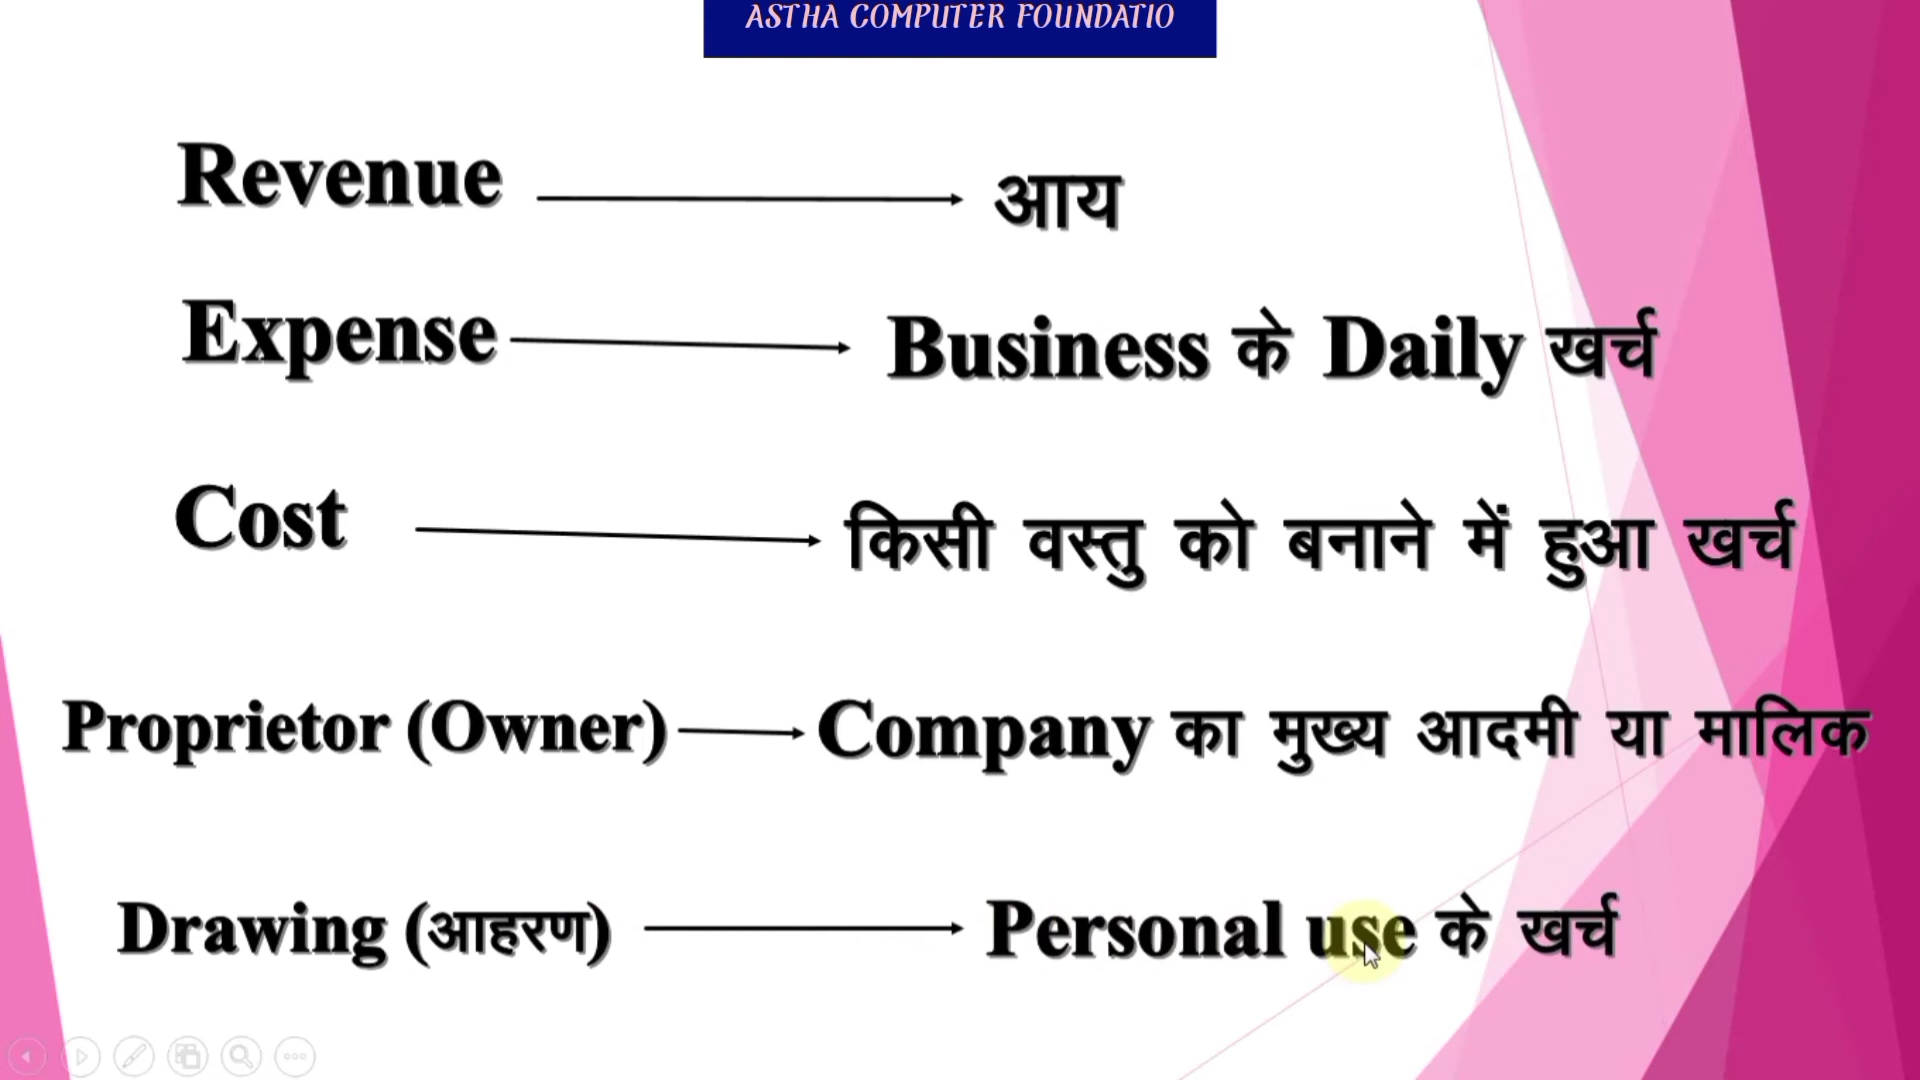 ASTHA COMPUTER FOUNDATIO
Revenue आय
Expense Business के Daily खर्च
Cost किसी वस्तु को बनाने में हुआ खर्च
Proprietor (Owner) Company का मुख्य आदमी या मालिक
Drawing (आहरण) Personal use के खर्च